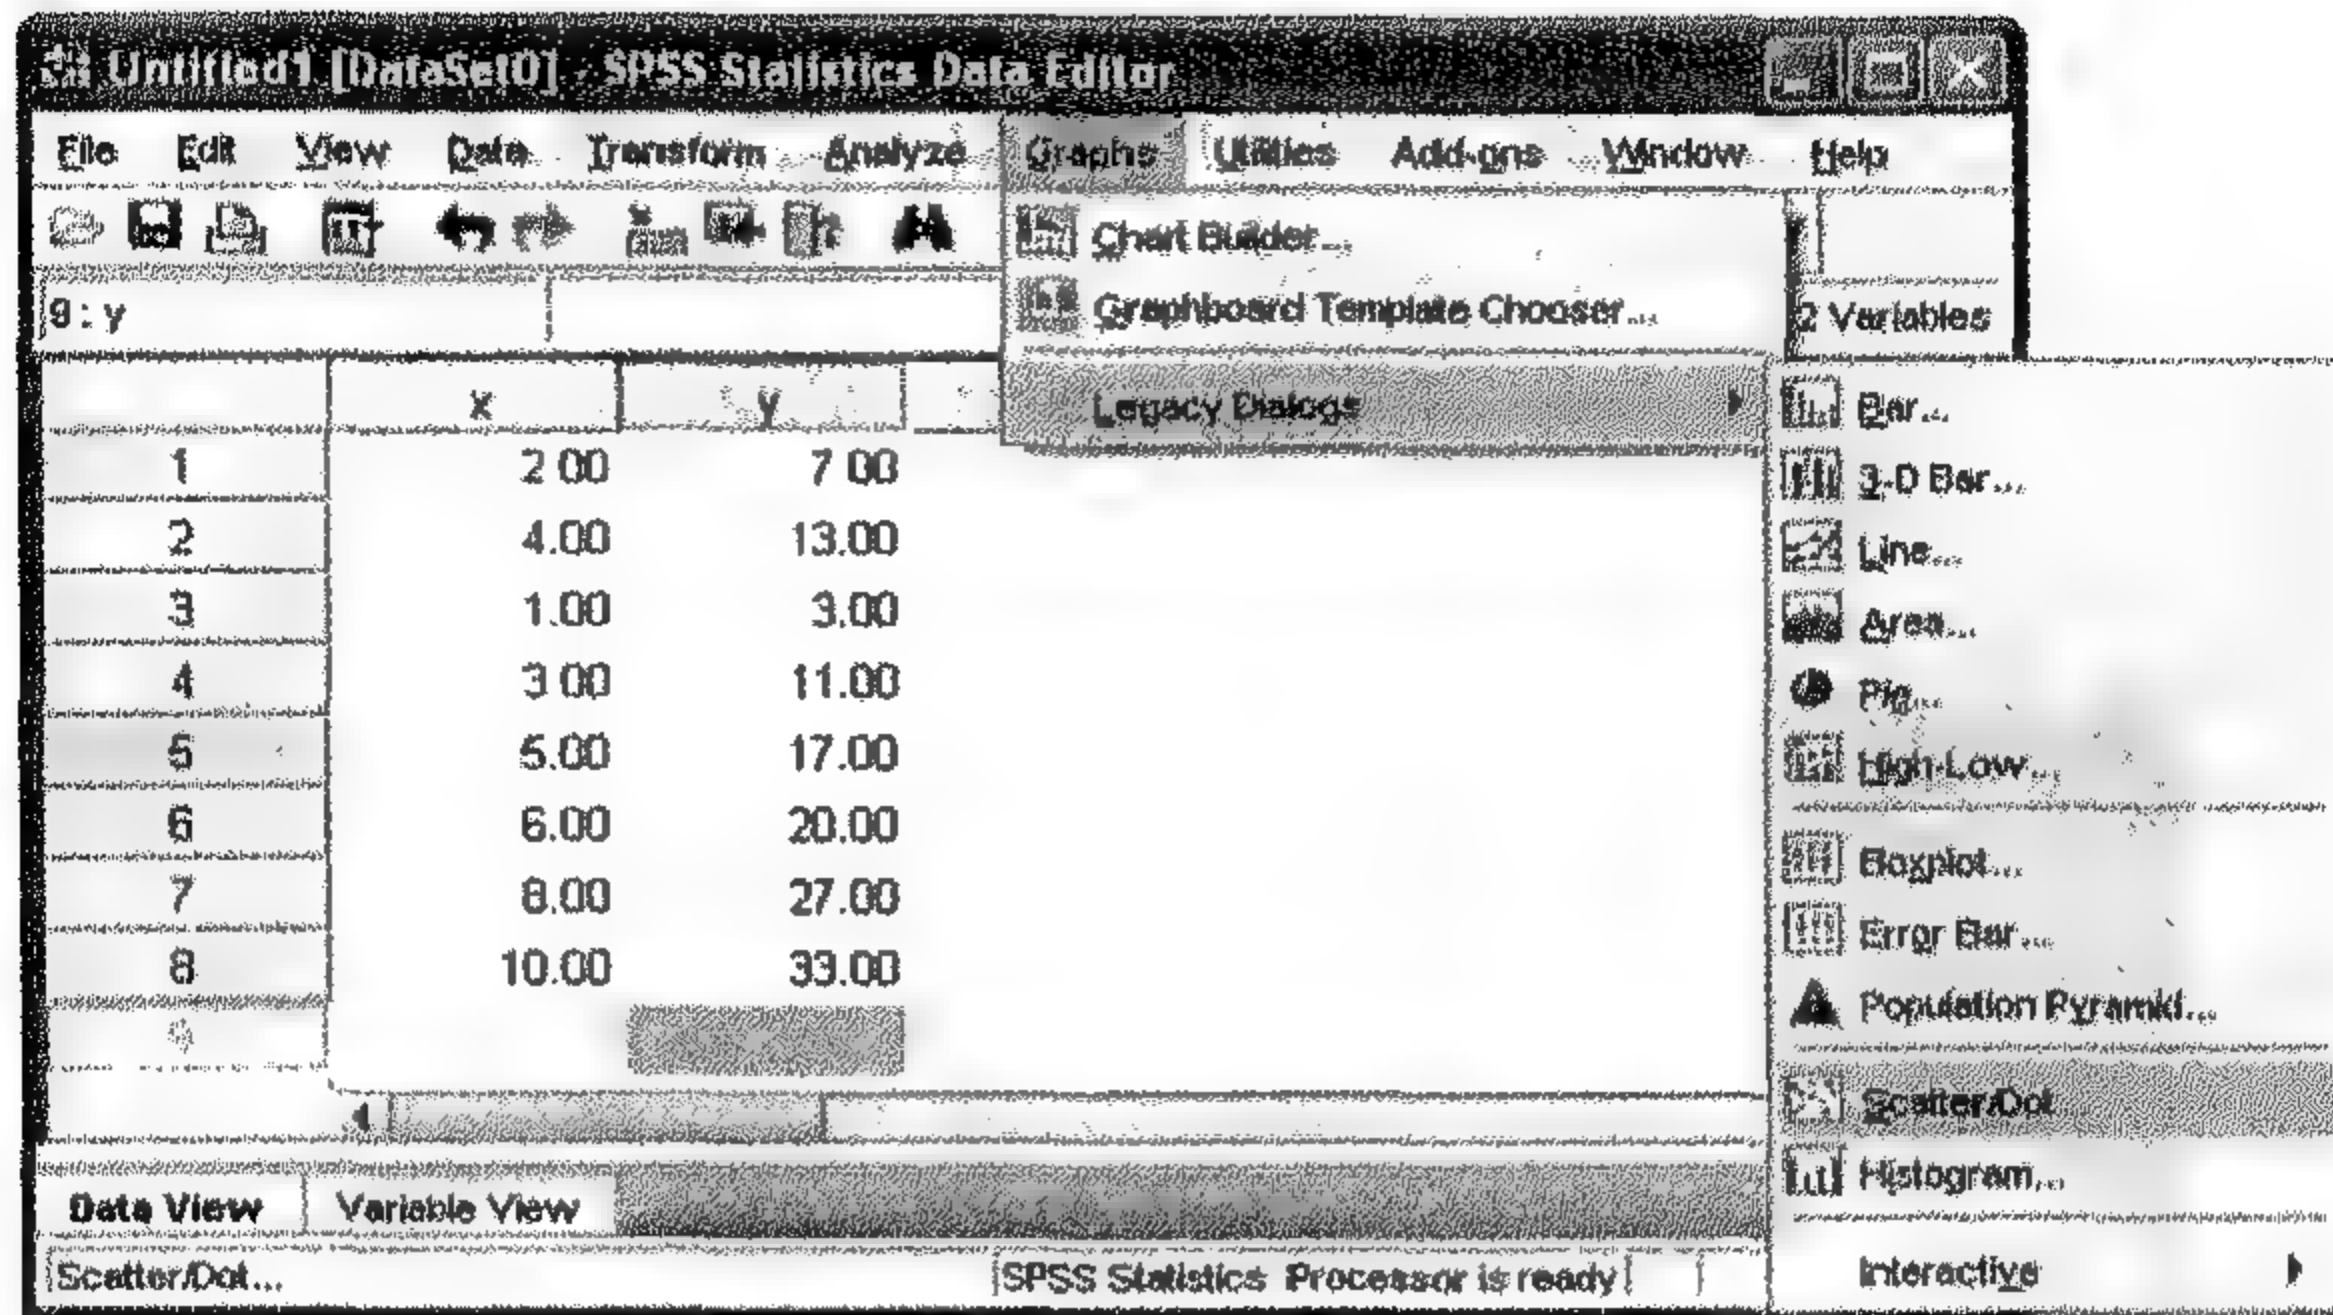 Untitled1 [DataSet0] - SPSS Statistics Data Editor
File Edit View Data Transform Analyze Graphs Utilities Add-ons Window Help
Chart Builder...
9 : y
Graphboard Template Chooser...
2 Variables
x y
Legacy Dialogs
Bar...
1 2.00 7.00
3-D Bar...
2 4.00 13.00
Line...
3 1.00 3.00
Area...
4 3.00 11.00
Pie...
5 5.00 17.00
High-Low...
6 6.00 20.00
Boxplot...
7 8.00 27.00
Error Bar...
8 10.00 33.00
Population Pyramid...
9
Scatter/Dot
Histogram...
Data View Variable View
Scatter/Dot...
SPSS Statistics Processor is ready
Interactive